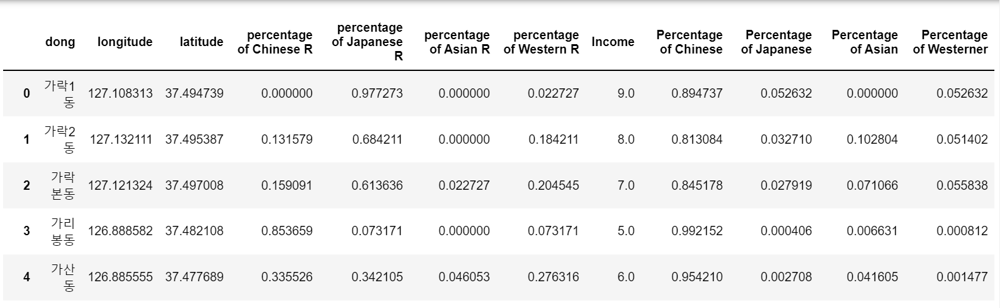 dong longitude latitude percentage of Chinese R percentage of Japanese R percentage of Asian R percentage of Western R Income Percentage of Chinese Percentage of Japanese Percentage of Asian Percentage of Westerner
0 가락1동 127.108313 37.494739 0.000000 0.977273 0.000000 0.022727 9.0 0.894737 0.052632 0.000000 0.052632
1 가락2동 127.132111 37.495387 0.131579 0.684211 0.000000 0.184211 8.0 0.813084 0.032710 0.102804 0.051402
2 가락본동 127.121324 37.497008 0.159091 0.613636 0.022727 0.204545 7.0 0.845178 0.027919 0.071066 0.055838
3 가리봉동 126.888582 37.482108 0.853659 0.073171 0.000000 0.073171 5.0 0.992152 0.000406 0.006631 0.000812
4 가산동 126.885555 37.477689 0.335526 0.342105 0.046053 0.276316 6.0 0.954210 0.002708 0.041605 0.001477